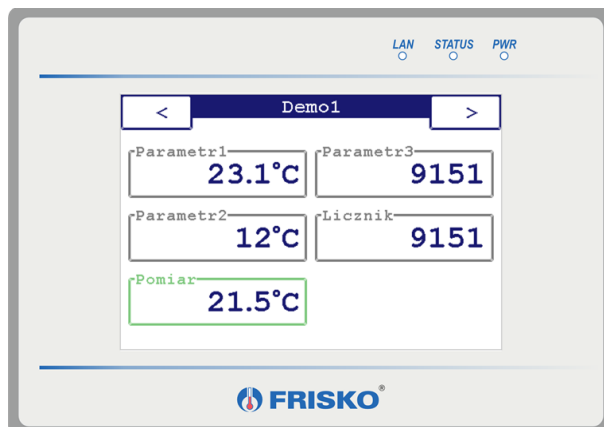 LAN STATUS PWR
< Demo1 >
Parametr1 Parametr3
23.1°C 9151
Parametr2 Licznik
12°C 9151
Pomiar
21.5°C
FRISKO®